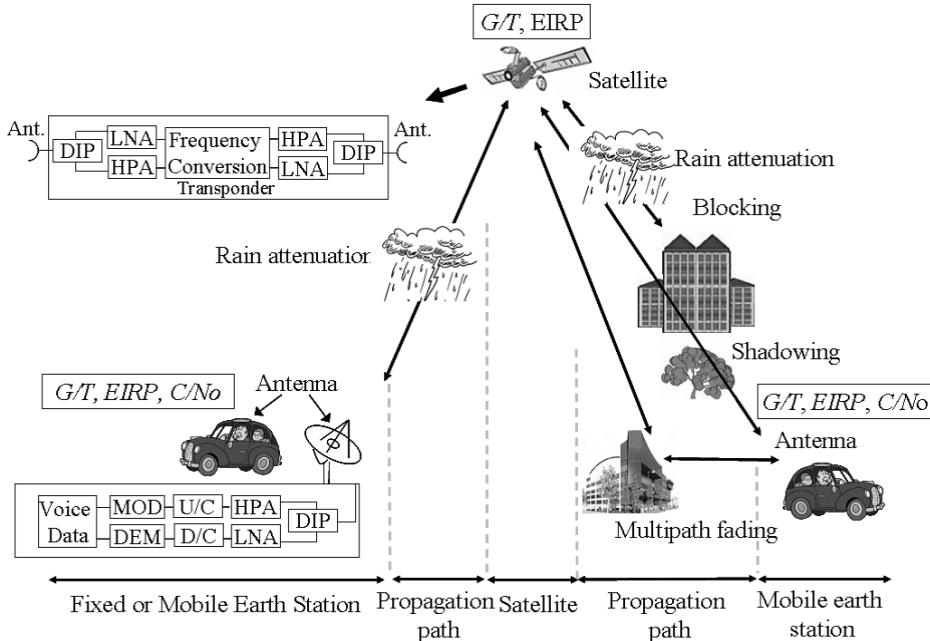 G/T, EIRP
Satellite
Ant.
LNA
HPA
DIP
Frequency
Conversion
HPA
LNA
DIP
Ant.
Transponder
Rain attenuation
Blocking
Rain attenuation
Shadowing
G/T, EIRP, C/No
Antenna
G/T, EIRP, C/No
Antenna
Voice
Data
MOD
U/C
HPA
DIP
DEM
D/C
LNA
Multipath fading
Fixed or Mobile Earth Station
Propagation
path
Satellite
Propagation
path
Mobile earth
station